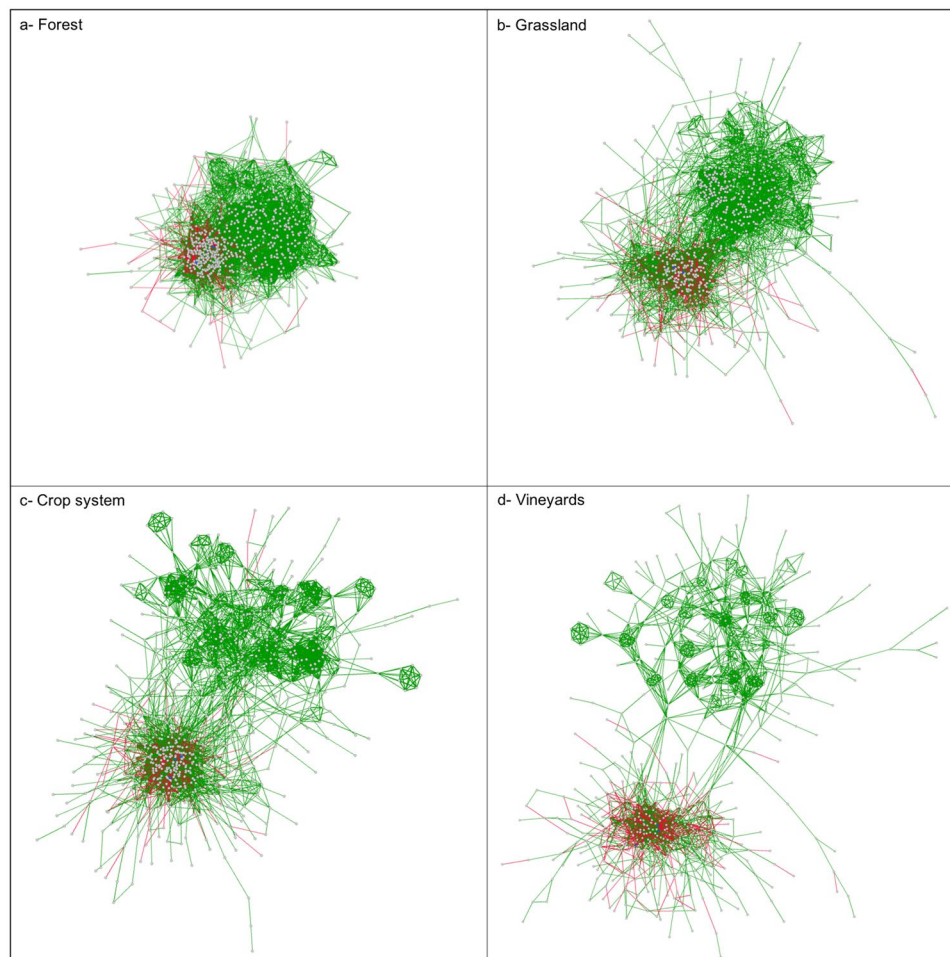 a- Forest
b- Grassland
c- Crop system
d- Vineyards